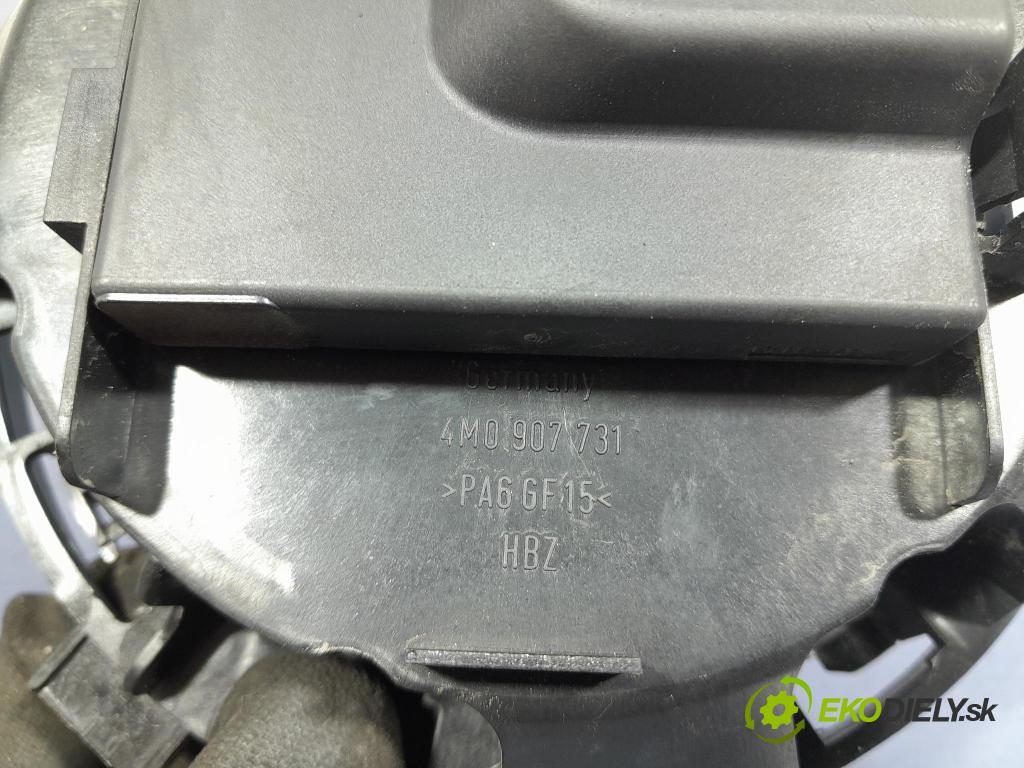 Germany
4M0 907 731
>PA6 GF15<
HBZ
EKODIELY.sk